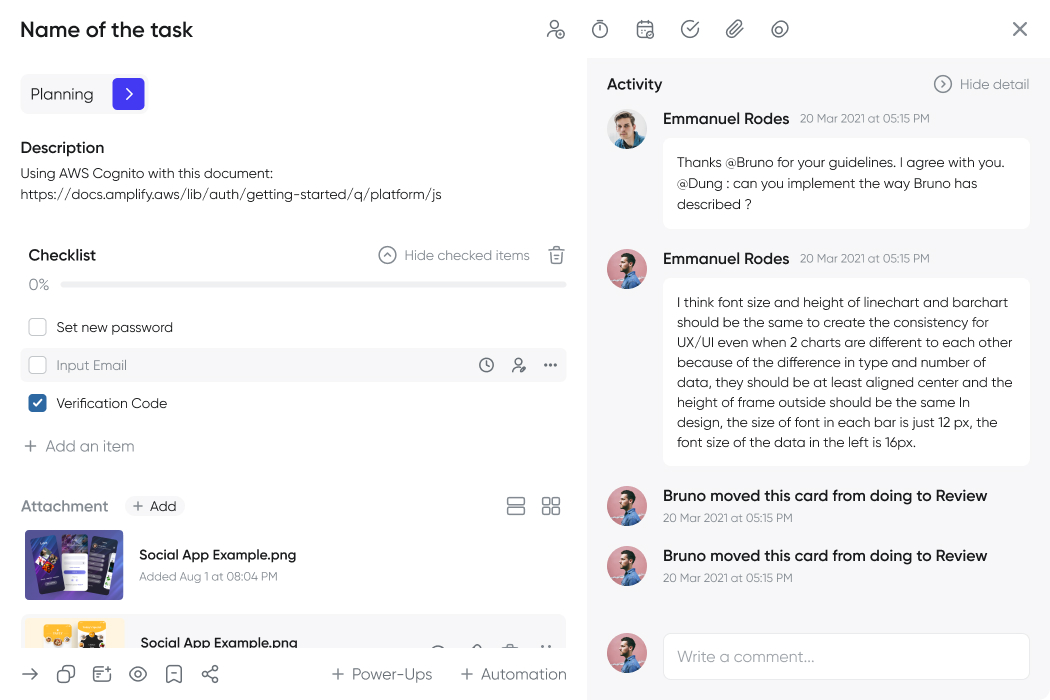 Name of the task
Planning
Description
Using AWS Cognito with this document:
https://docs.amplify.aws/lib/auth/getting-started/q/platform/js
Checklist
Hide checked items
0%
Set new password
Input Email
Verification Code
Add an item
Attachment
Add
Social App Example.png
Added Aug 1 at 08:04 PM
Social App Example.png
Power-Ups
Automation
Activity
Hide detail
Emmanuel Rodes 20 Mar 2021 at 05:15 PM
Thanks @Bruno for your guidelines. I agree with you.
@Dung : can you implement the way Bruno has
described ?
Emmanuel Rodes 20 Mar 2021 at 05:15 PM
I think font size and height of linechart and barchart
should be the same to create the consistency for
UX/UI even when 2 charts are different to each other
because of the difference in type and number of
data, they should be at least aligned center and the
height of frame outside should be the same In
design, the size of font in each bar is just 12 px, the
font size of the data in the left is 16px.
Bruno moved this card from doing to Review
20 Mar 2021 at 05:15 PM
Bruno moved this card from doing to Review
20 Mar 2021 at 05:15 PM
Write a comment...